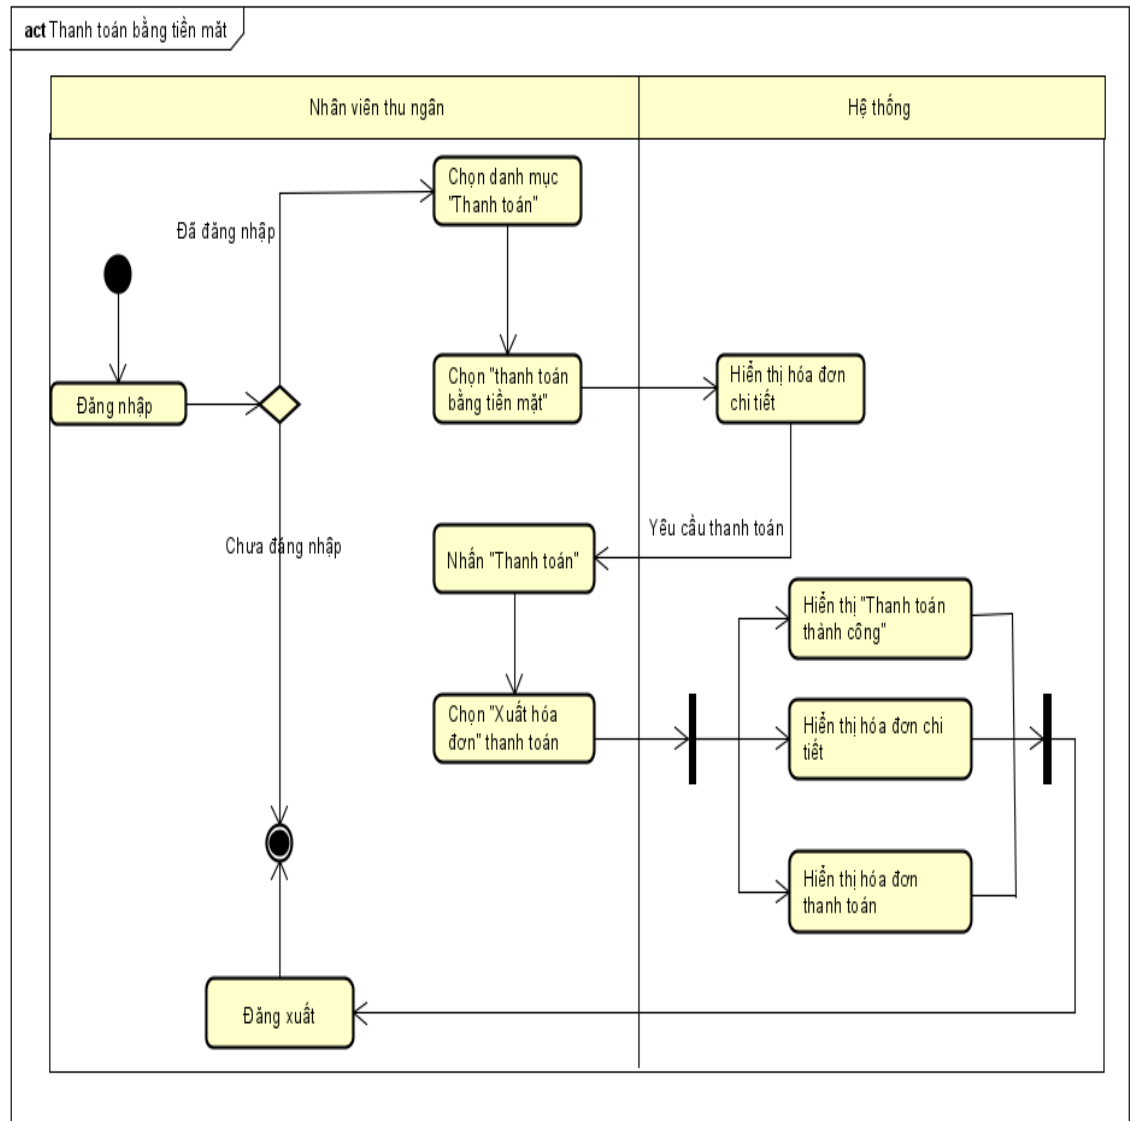 act Thanh toán bằng tiền măt
Nhân viên thu ngân
Hệ thống
Chọn danh mục
"Thanh toán"
Đã đăng nhập
Đăng nhập
Chọn "thanh toán
bằng tiền mặt"
Hiển thị hóa đơn
chi tiết
Yêu cầu thanh toán
Chưa đăng nhập
Nhấn "Thanh toán"
Hiển thị "Thanh toán
thành công"
Chọn "Xuất hóa
đơn" thanh toán
Hiển thị hóa đơn chi
tiết
Hiển thị hóa đơn
thanh toán
Đăng xuất